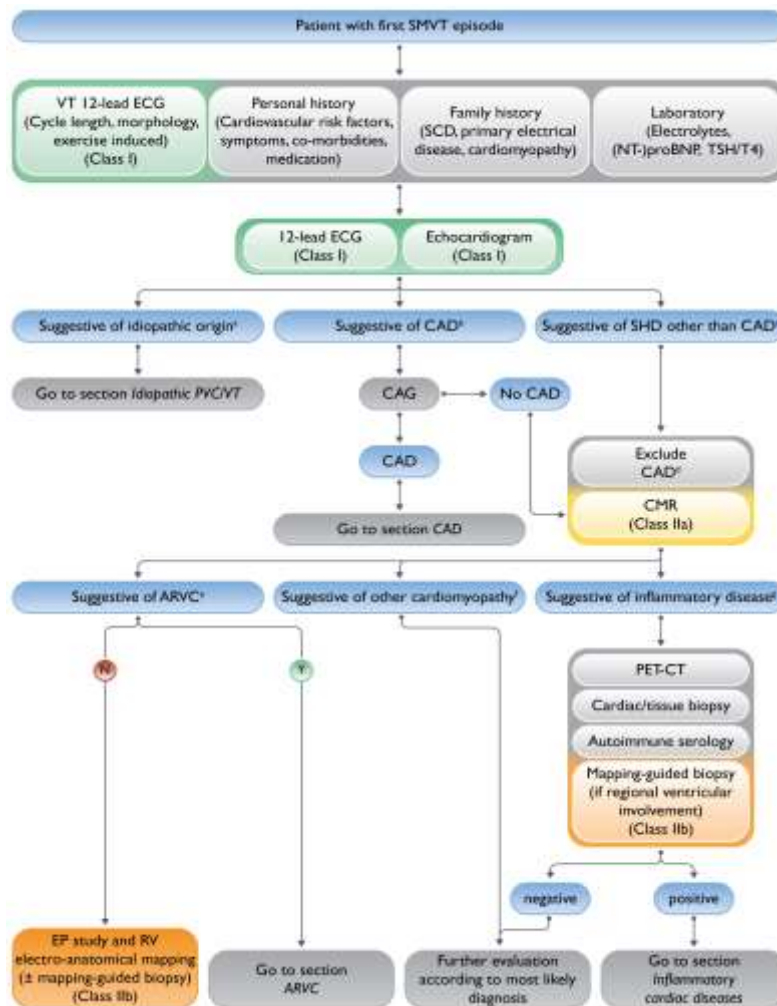 Patient with first SMVT episode
VT 12-lead ECG
(Cycle length, morphology,
exercise induced)
(Class I)
Personal history
(Cardiovascular risk factors,
symptoms, co-morbidities,
medication)
Family history
(SCD, primary electrical
disease, cardiomyopathy)
Laboratory
(Electrolytes,
(NT-)proBNP, TSH/T4)
12-lead ECG
(Class I)
Echocardiogram
(Class I)
Suggestive of idiopathic originᵃ
Suggestive of CADᵇ
Suggestive of SHD other than CAD
Go to section Idiopathic PVC/VT
CAG
No CAD
CAD
Exclude
CADᵈ
CMR
(Class IIa)
Go to section CAD
Suggestive of ARVCᵉ
Suggestive of other cardiomyopathyᶠ
Suggestive of inflammatory diseaseᵍ
N
Y
PET-CT
Cardiac/tissue biopsy
Autoimmune serology
Mapping-guided biopsy
(if regional ventricular
involvement)
(Class IIb)
negative
positive
EP study and RV
electro-anatomical mapping
(± mapping-guided biopsy)
(Class IIb)
Go to section
ARVC
Further evaluation
according to most likely
diagnosis
Go to section
Inflammatory
cardiac diseases